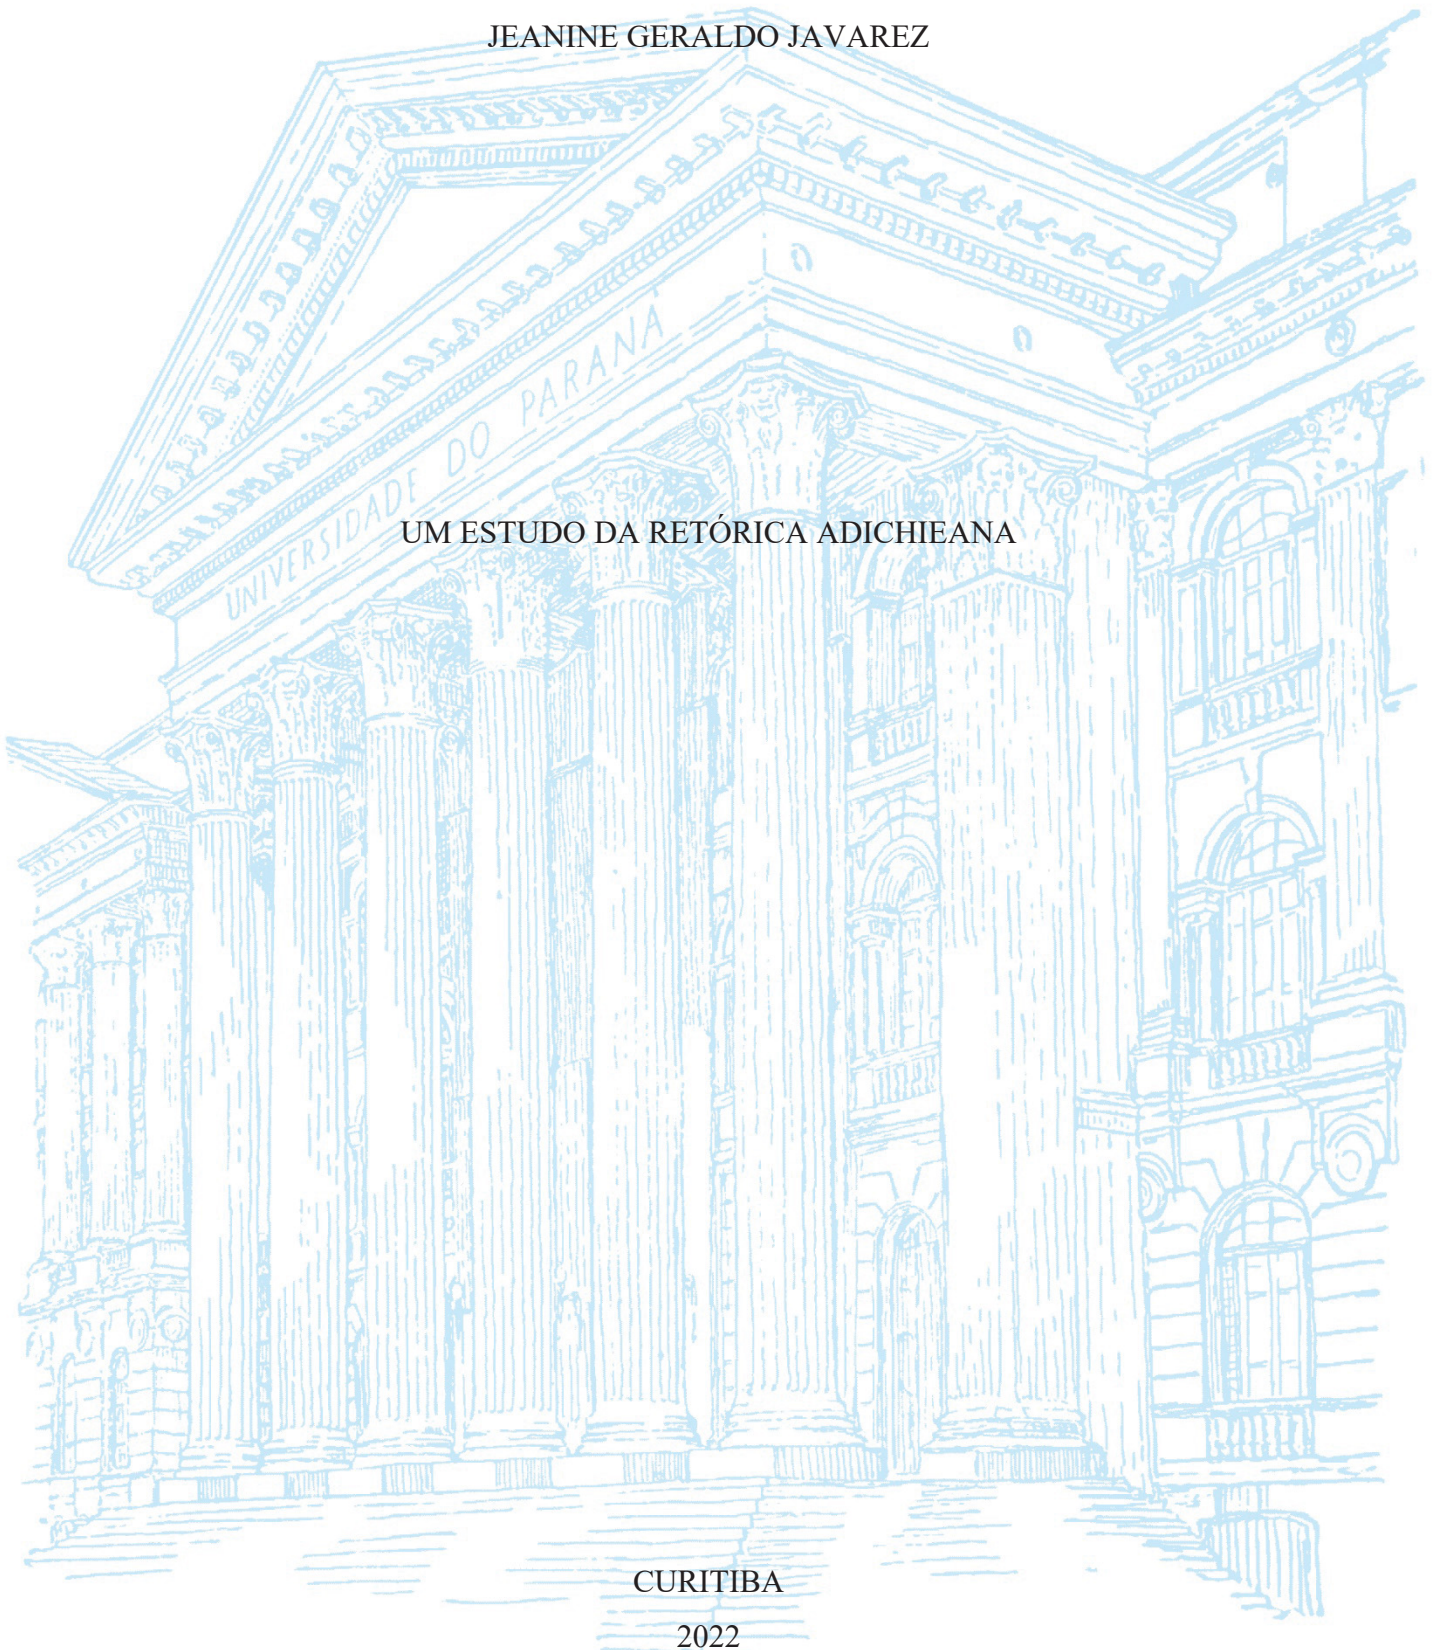 JEANINE GERALDO JAVAREZ
UNIVERSIDADE DO PARANÁ
UM ESTUDO DA RETÓRICA ADICHIEANA
CURITIBA
2022